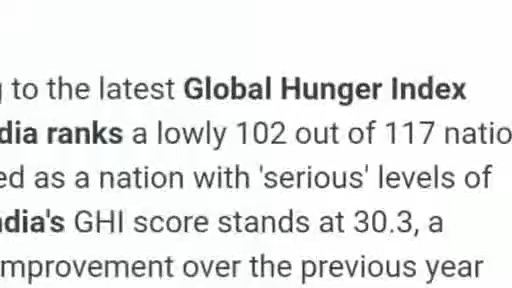 to the latest Global Hunger Index
dia ranks a lowly 102 out of 117 natio
ed as a nation with 'serious' levels of
dia's GHI score stands at 30.3, a
mprovement over the previous year